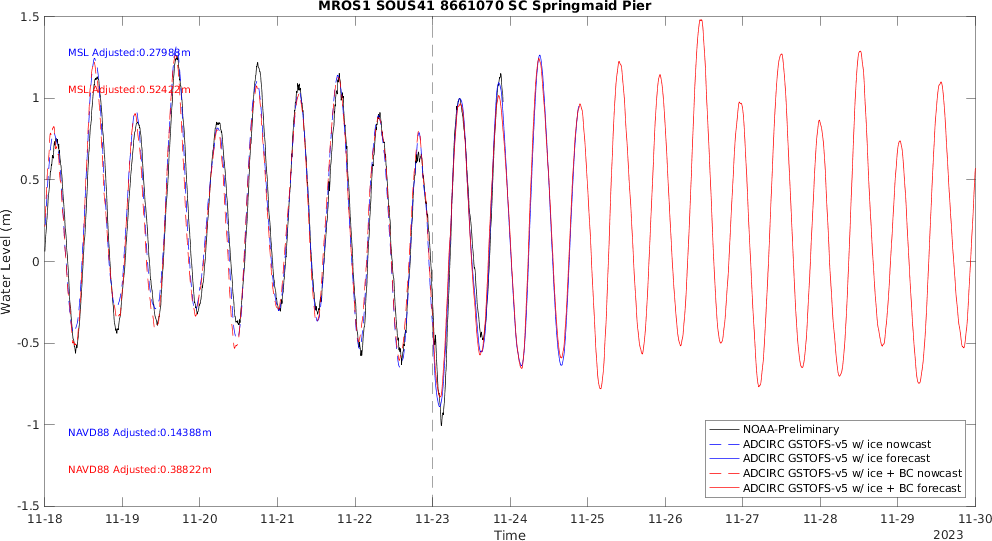 MROS1 SOUS41 8661070 SC Springmaid Pier
1.5
1
0.5
0
-0.5
-1
-1.5
Water Level (m)
MSL Adjusted:0.27988m
MSL Adjusted:0.52422m
NAVD88 Adjusted:0.14388m
NAVD88 Adjusted:0.38822m
NOAA-Preliminary
ADCIRC GSTOFS-v5 w/ ice nowcast
ADCIRC GSTOFS-v5 w/ ice forecast
ADCIRC GSTOFS-v5 w/ ice + BC nowcast
ADCIRC GSTOFS-v5 w/ ice + BC forecast
11-18 11-19 11-20 11-21 11-22 11-23 11-24 11-25 11-26 11-27 11-28 11-29 11-30
Time
2023